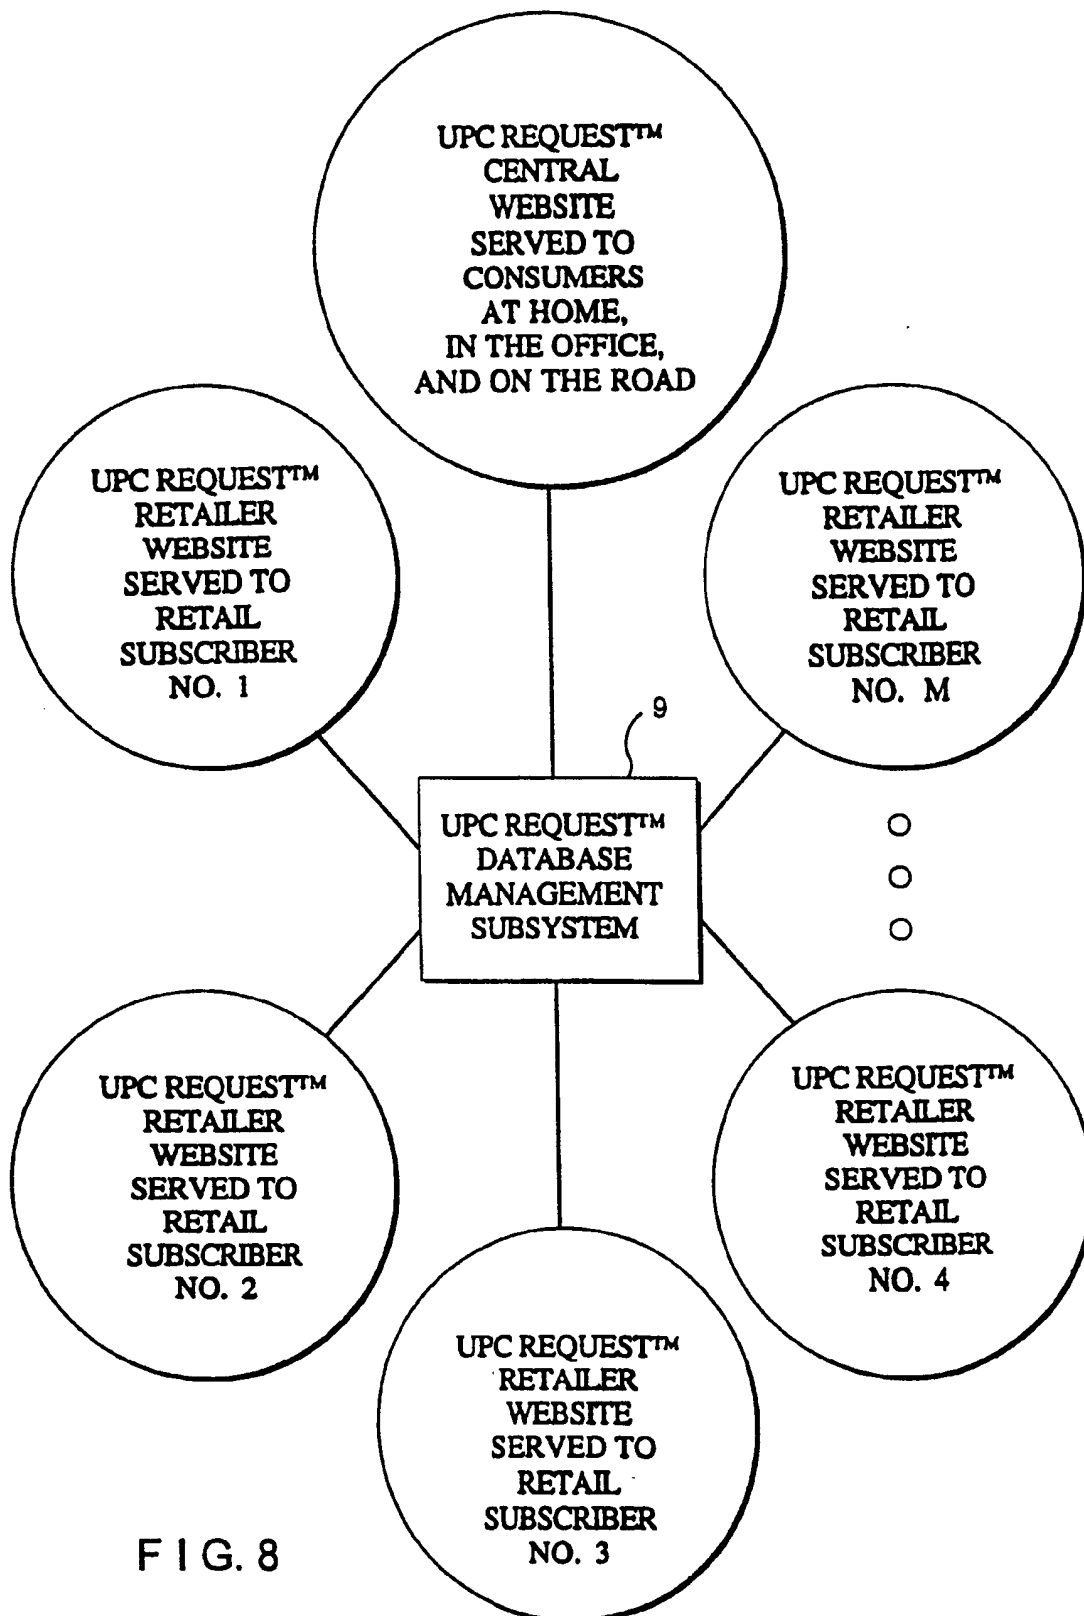 UPC REQUEST™
CENTRAL
WEBSITE
SERVED TO
CONSUMERS
AT HOME,
IN THE OFFICE,
AND ON THE ROAD
UPC REQUEST™
RETAILER
WEBSITE
SERVED TO
RETAIL
SUBSCRIBER
NO. 1
UPC REQUEST™
RETAILER
WEBSITE
SERVED TO
RETAIL
SUBSCRIBER
NO. M
9
UPC REQUEST™
DATABASE
MANAGEMENT
SUBSYSTEM
UPC REQUEST™
RETAILER
WEBSITE
SERVED TO
RETAIL
SUBSCRIBER
NO. 2
UPC REQUEST™
RETAILER
WEBSITE
SERVED TO
RETAIL
SUBSCRIBER
NO. 4
UPC REQUEST™
RETAILER
WEBSITE
SERVED TO
RETAIL
SUBSCRIBER
NO. 3
FIG. 8